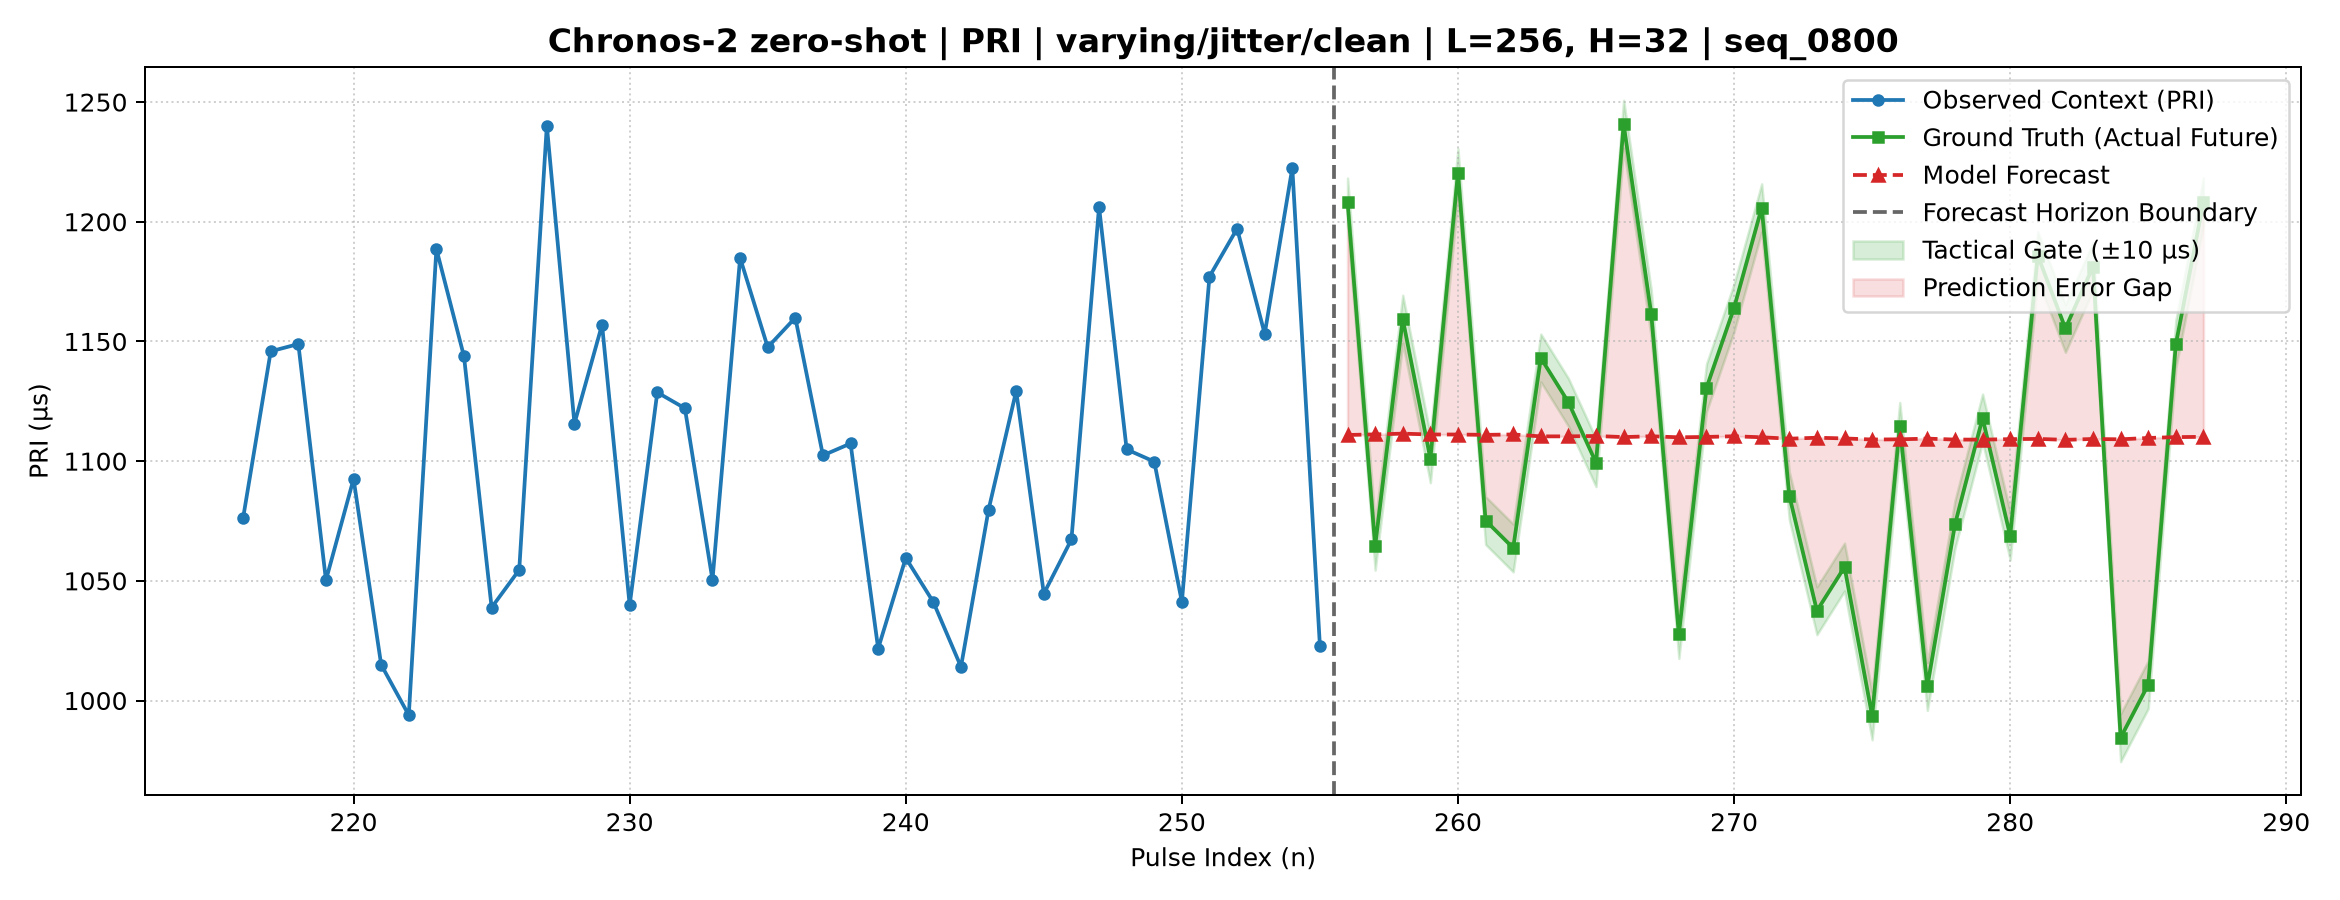 Chronos-2 zero-shot | PRI | varying/jitter/clean | L=256, H=32 | seq_0800
Observed Context (PRI)
Ground Truth (Actual Future)
Model Forecast
Forecast Horizon Boundary
Tactical Gate (±10 µs)
Prediction Error Gap
PRI (µs)
1250
1200
1150
1100
1050
1000
220 230 240 250 260 270 280 290
Pulse Index (n)